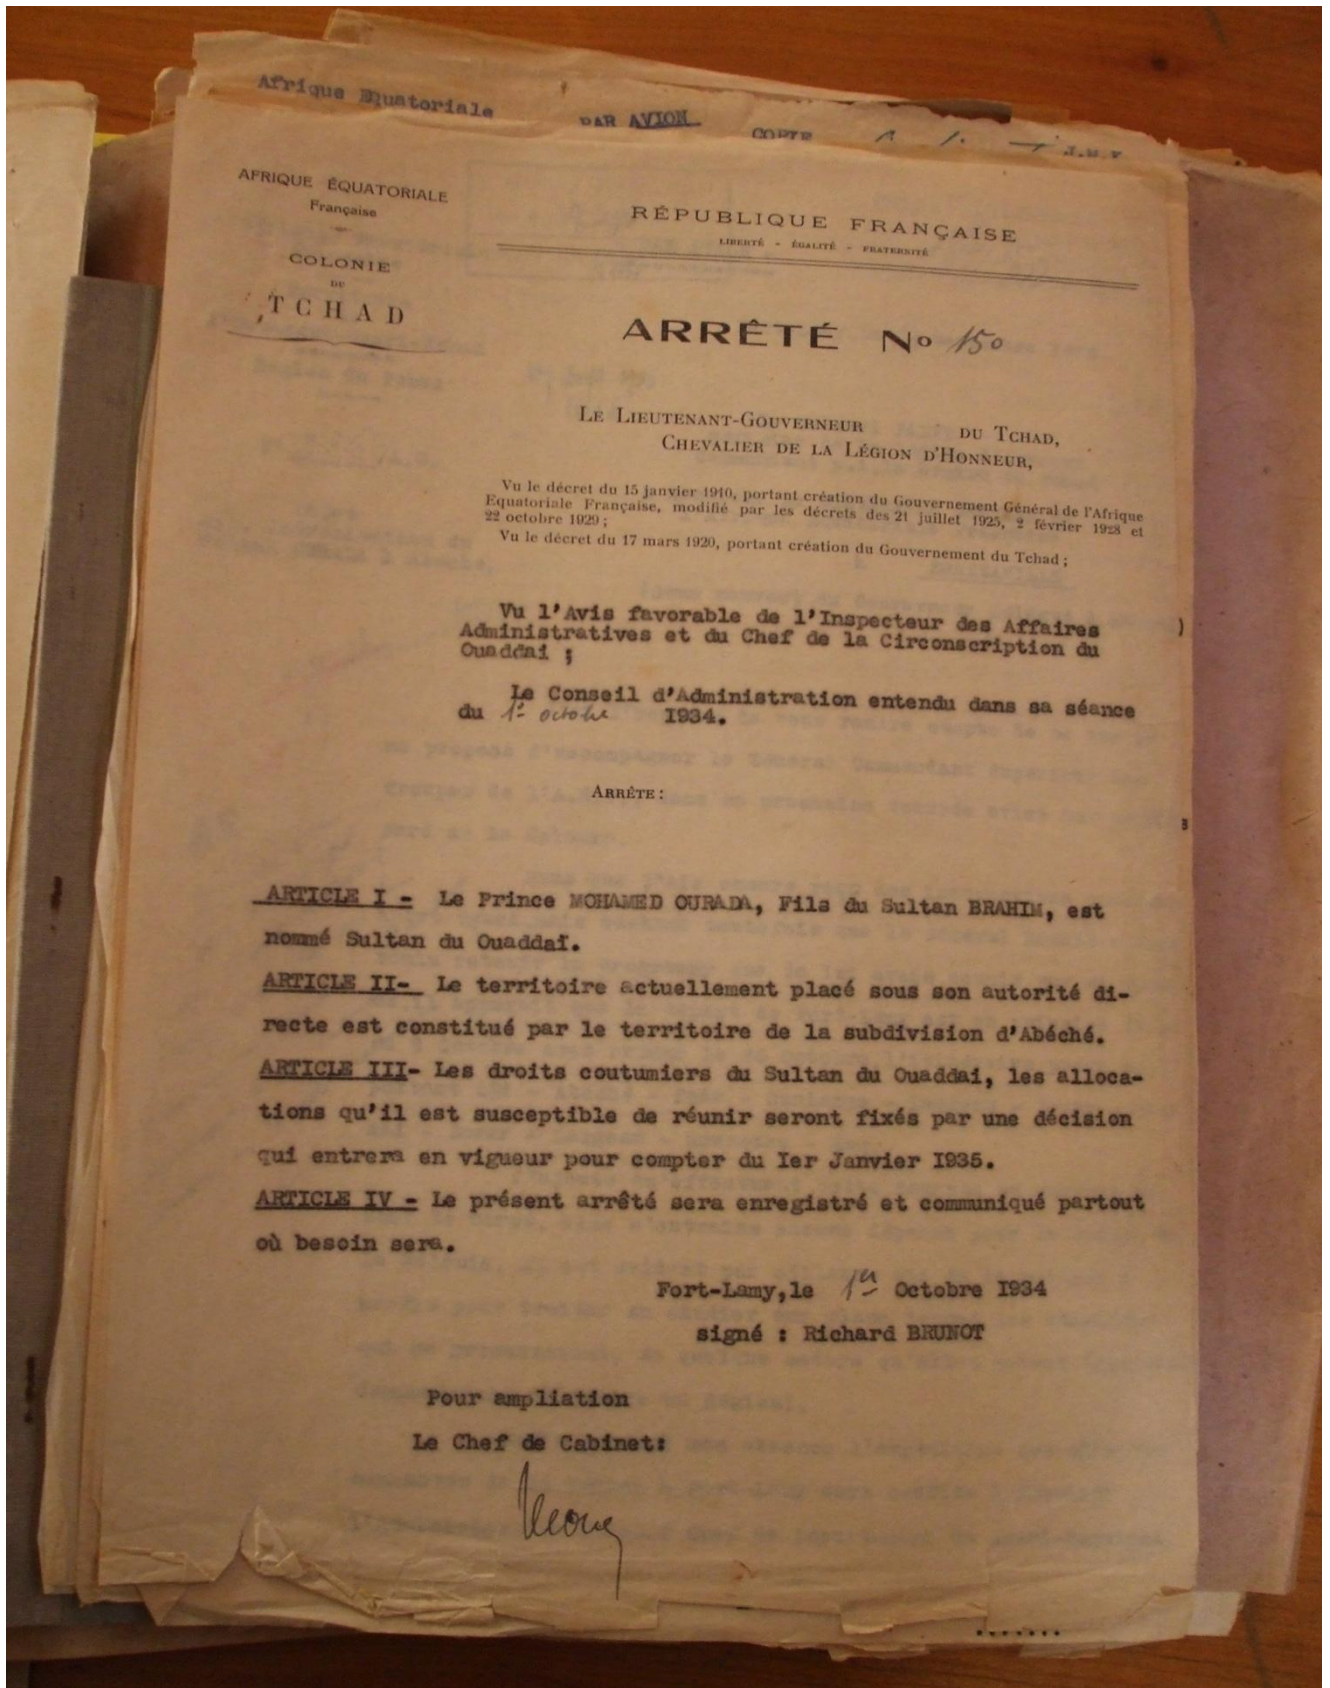 Afrique Equatoriale
PAR AVION
COPIE
AFRIQUE ÉQUATORIALE
Française
COLONIE
DU
TCHAD
RÉPUBLIQUE FRANÇAISE
LIBERTÉ - ÉGALITÉ - FRATERNITÉ
ARRÊTÉ No 150
LE LIEUTENANT-GOUVERNEUR DU TCHAD,
CHEVALIER DE LA LÉGION D'HONNEUR,
Vu le décret du 15 janvier 1910, portant création du Gouvernement Général de l'Afrique
Equatoriale Française, modifié par les décrets des 21 juillet 1925, 2 février 1928 et
22 octobre 1929;
Vu le décret du 17 mars 1920, portant création du Gouvernement du Tchad;
Vu l'Avis favorable de l'Inspecteur des Affaires
Administratives et du Chef de la Circonscription du
Ouaddai ;
Le Conseil d'Administration entendu dans sa séance
du 1er octobre I934.
ARRÊTE:
ARTICLE I - Le Prince MOHAMED OURADA, Fils du Sultan BRAHIM, est
nommé Sultan du Ouaddaï.
ARTICLE II- Le territoire actuellement placé sous son autorité di-
recte est constitué par le territoire de la subdivision d'Abéché.
ARTICLE III- Les droits coutumiers du Sultan du Ouaddai, les alloca-
tions qu'il est susceptible de réunir seront fixés par une décision
qui entrera en vigueur pour compter du Ier Janvier I935.
ARTICLE IV - Le présent arrêté sera enregistré et communiqué partout
où besoin sera.
Fort-Lamy,le 1er Octobre I934
signé : Richard BRUNOT
Pour ampliation
Le Chef de Cabinet: